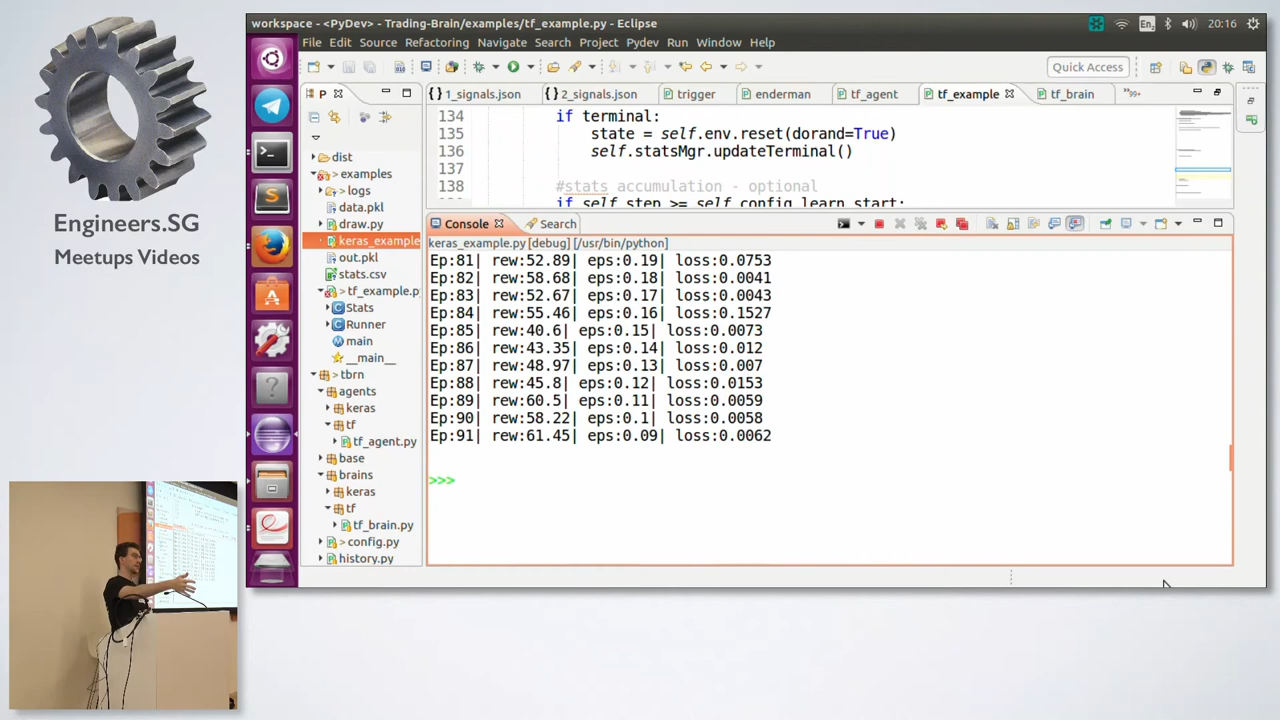 Engineers.SG
Meetups Videos
workspace - <PyDev> - Trading-Brain/examples/tf_example.py - Eclipse
En
20:16
File Edit Source Refactoring Navigate Search Project Pydev Run Window Help
Quick Access
P
1_signals.json
2_signals.json
trigger
enderman
tf_agent
tf_example
tf_brain
»99+
dist
> examples
> logs
data.pkl
draw.py
keras_example
out.pkl
stats.csv
> tf_example.p
Stats
Runner
main
__main__
> tbrn
agents
keras
tf
tf_agent.py
base
brains
keras
tf
tf_brain.py
> config.py
history.py
134 if terminal:
135 state = self.env.reset(dorand=True)
136 self.statsMgr.updateTerminal()
137
138 #stats accumulation - optional
if self.step >= self.config.learn_start:
Console
Search
keras_example.py [debug] [/usr/bin/python]
Ep:81| rew:52.89| eps:0.19| loss:0.0753
Ep:82| rew:58.68| eps:0.18| loss:0.0041
Ep:83| rew:52.67| eps:0.17| loss:0.0043
Ep:84| rew:55.46| eps:0.16| loss:0.1527
Ep:85| rew:40.6| eps:0.15| loss:0.0073
Ep:86| rew:43.35| eps:0.14| loss:0.012
Ep:87| rew:48.97| eps:0.13| loss:0.007
Ep:88| rew:45.8| eps:0.12| loss:0.0153
Ep:89| rew:60.5| eps:0.11| loss:0.0059
Ep:90| rew:58.22| eps:0.1| loss:0.0058
Ep:91| rew:61.45| eps:0.09| loss:0.0062
>>>